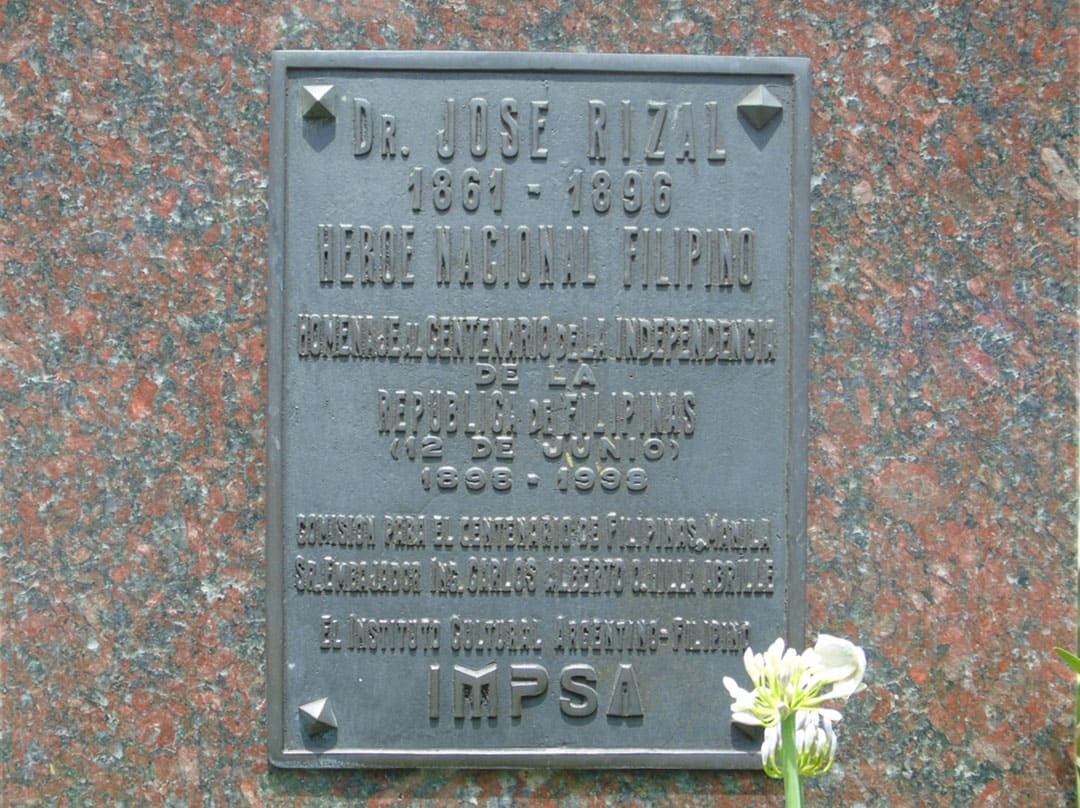 DR. JOSE RIZAL
1861 - 1896
HEROE NACIONAL FILIPINO
HOMENAJE AL CENTENARIO DE LA INDEPENDENCIA
DE LA
REPUBLICA DE FILIPINAS
(12 DE JUNIO)
1898 - 1998
COMISION PARA EL CENTENARIO DE FILIPINAS, MANILA
SR. EMBAJADOR ING. CARLOS ALBERTO C. VILLA ABRILLE
EL INSTITUTO CULTURAL ARGENTINO-FILIPINO
IMPSA